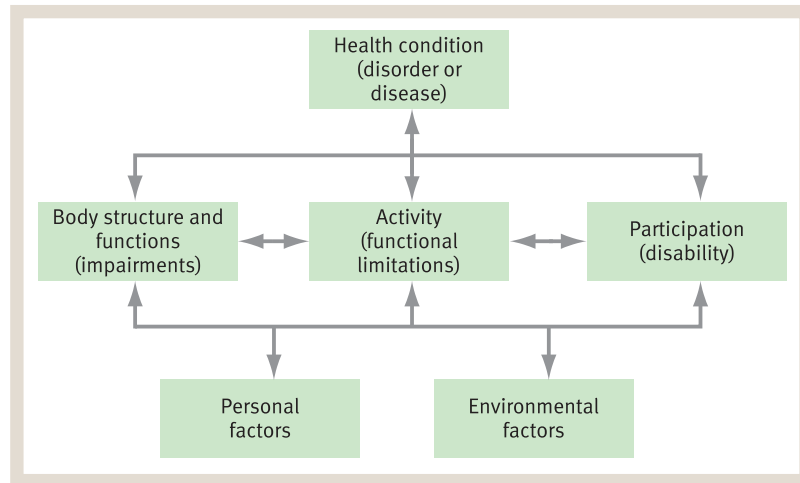 Health condition
(disorder or
disease)
Body structure and
functions
(impairments)
Activity
(functional
limitations)
Participation
(disability)
Personal
factors
Environmental
factors